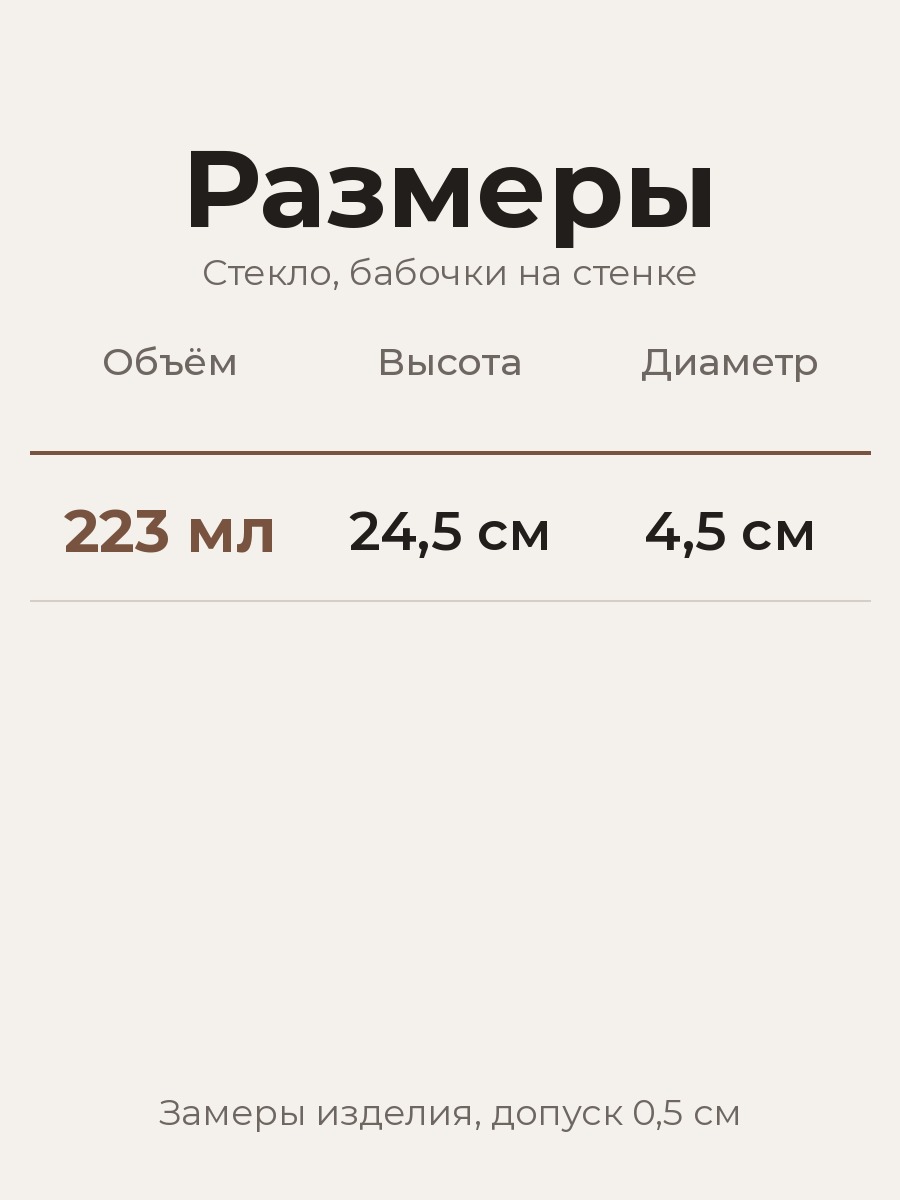 Размеры
Стекло, бабочки на стенке
Объём Высота Диаметр
223 мл 24,5 см 4,5 см
Замеры изделия, допуск 0,5 см